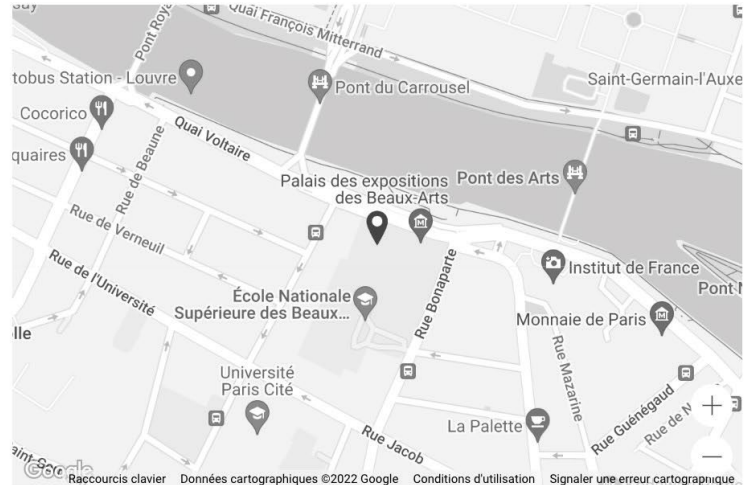 Quai François Mitterrand
Pont Roya
tobus Station - Louvre
Pont du Carrousel
Saint-Germain-l'Auxe
Cocorico
Quai Voltaire
quaires
Rue de Beaune
Palais des expositions
des Beaux-Arts
Pont des Arts
Rue de Verneuil
Rue de l'Université
Rue Bonaparte
Institut de France
Pont N
École Nationale
Supérieure des Beaux...
Monnaie de Paris
lle
Université
Paris Cité
Rue Mazarine
Rue Guénégaud
La Palette
Rue de N
Rue Jacob
Google
Raccourcis clavier
Données cartographiques ©2022 Google
Conditions d'utilisation
Signaler une erreur cartographique